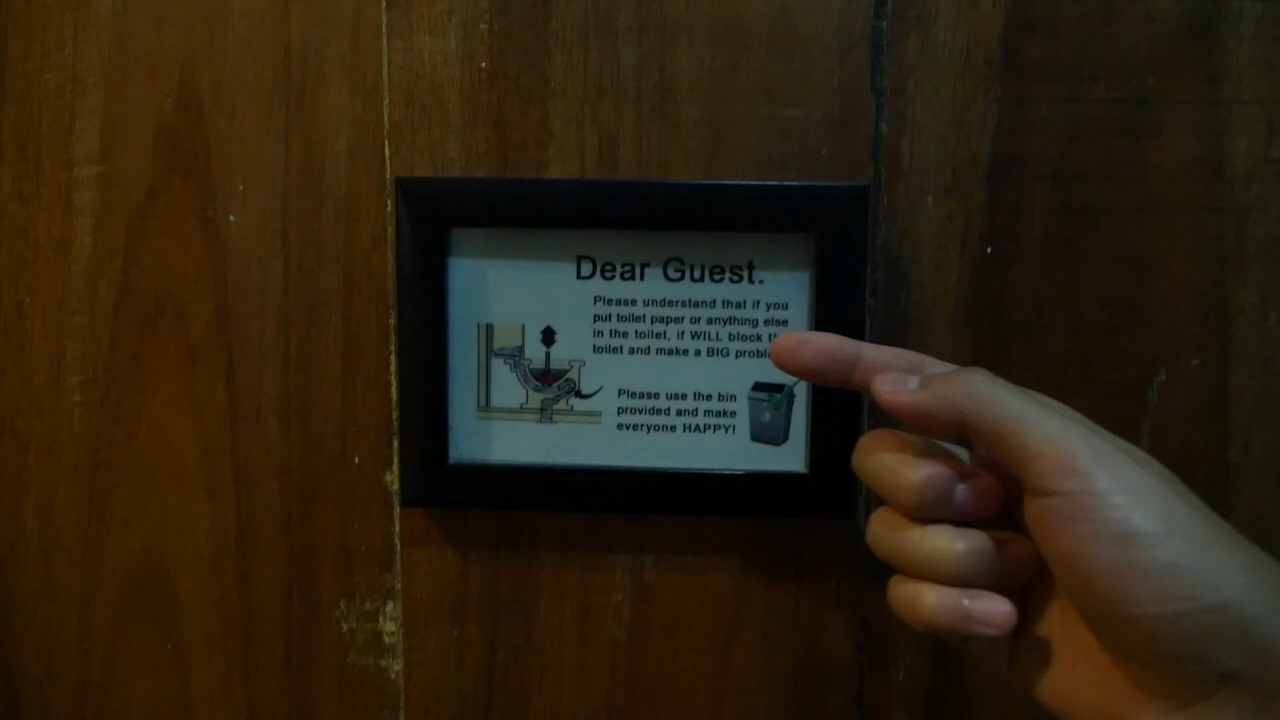 Dear Guest.
Please understand that if you
put toilet paper or anything else
in the toilet, if WILL block
toilet and make a BIG
Please use the bin
provided and make
everyone HAPPY!